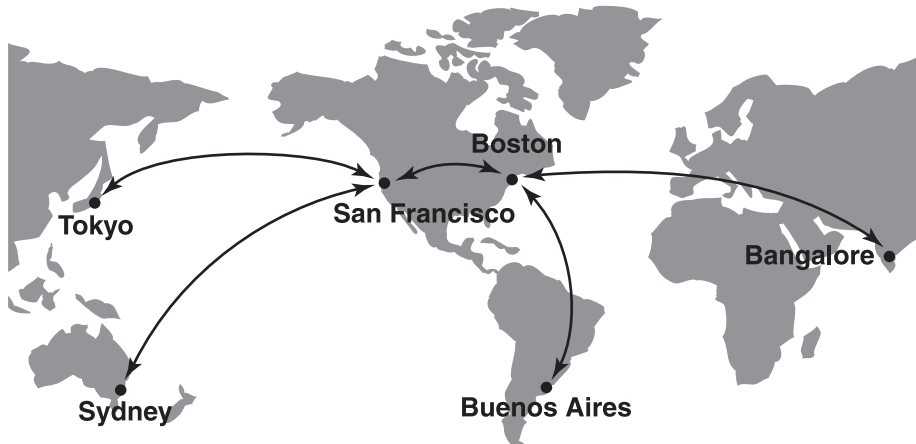 Boston
San Francisco
Tokyo
Bangalore
Sydney
Buenos Aires